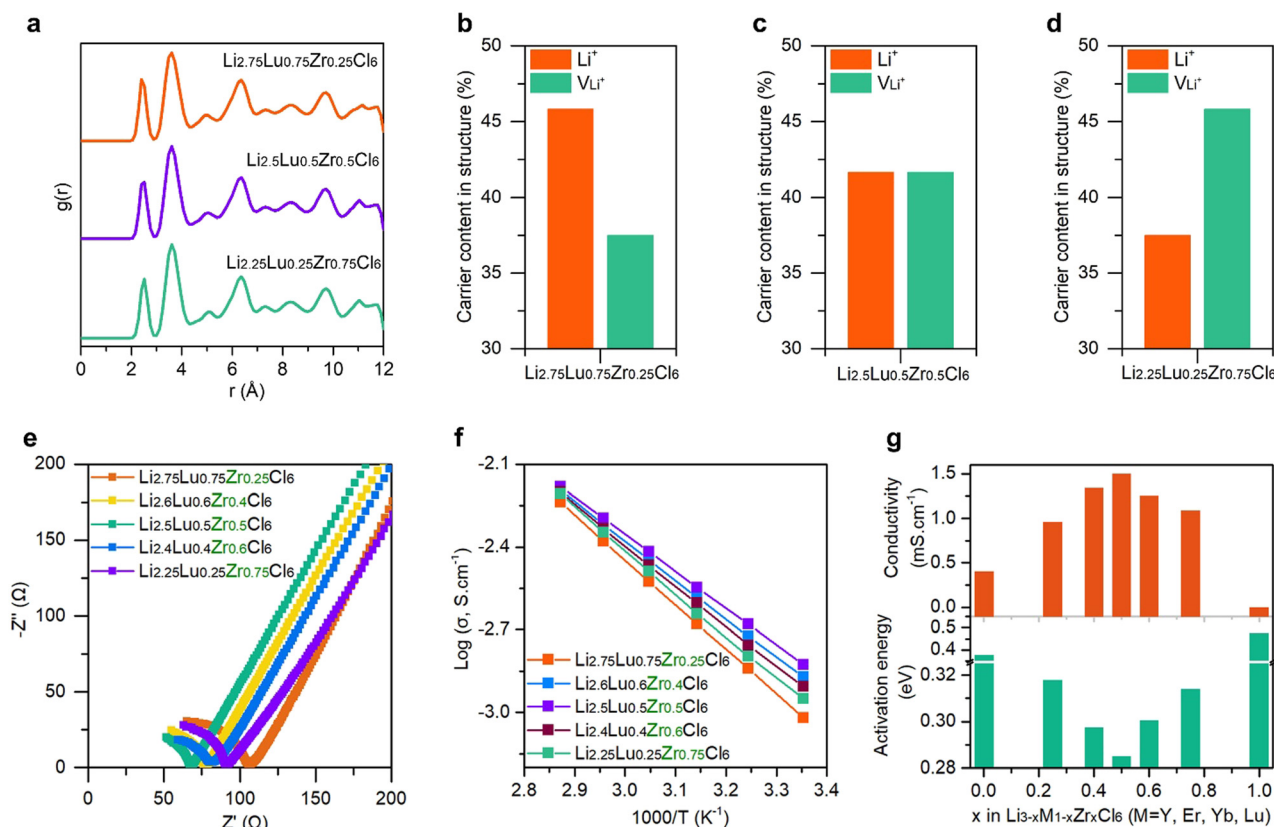 a
Li2.75Lu0.75Zr0.25Cl6
Li2.5Lu0.5Zr0.5Cl6
Li2.25Lu0.25Zr0.75Cl6
g(r)
0 2 4 6 8 10 12
r (Å)
b
50
45
40
35
30
Carrier content in structure (%)
Li+
VLi+
Li2.75Lu0.75Zr0.25Cl6
c
50
45
40
35
30
Carrier content in structure (%)
Li+
VLi+
Li2.5Lu0.5Zr0.5Cl6
d
50
45
40
35
30
Carrier content in structure (%)
Li+
VLi+
Li2.25Lu0.25Zr0.75Cl6
e
200
150
100
50
0
-Z'' (Ω)
Li2.75Lu0.75Zr0.25Cl6
Li2.6Lu0.6Zr0.4Cl6
Li2.5Lu0.5Zr0.5Cl6
Li2.4Lu0.4Zr0.6Cl6
Li2.25Lu0.25Zr0.75Cl6
0 50 100 150 200
Z' (Ω)
f
-2.1
-2.4
-2.7
-3.0
Log (σ, S.cm-1)
Li2.75Lu0.75Zr0.25Cl6
Li2.6Lu0.6Zr0.4Cl6
Li2.5Lu0.5Zr0.5Cl6
Li2.4Lu0.4Zr0.6Cl6
Li2.25Lu0.25Zr0.75Cl6
2.8 2.9 3.0 3.1 3.2 3.3 3.4
1000/T (K-1)
g
1.5
1.0
0.5
0.0
Conductivity
(mS.cm-1)
0.5
0.4
0.32
0.30
0.28
Activation energy
(eV)
0.0 0.2 0.4 0.6 0.8 1.0
x in Li3-xM1-xZrxCl6 (M=Y, Er, Yb, Lu)